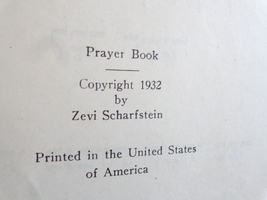 Prayer Book
Copyright 1932
by
Zevi Scharfstein
Printed in the United States
of America